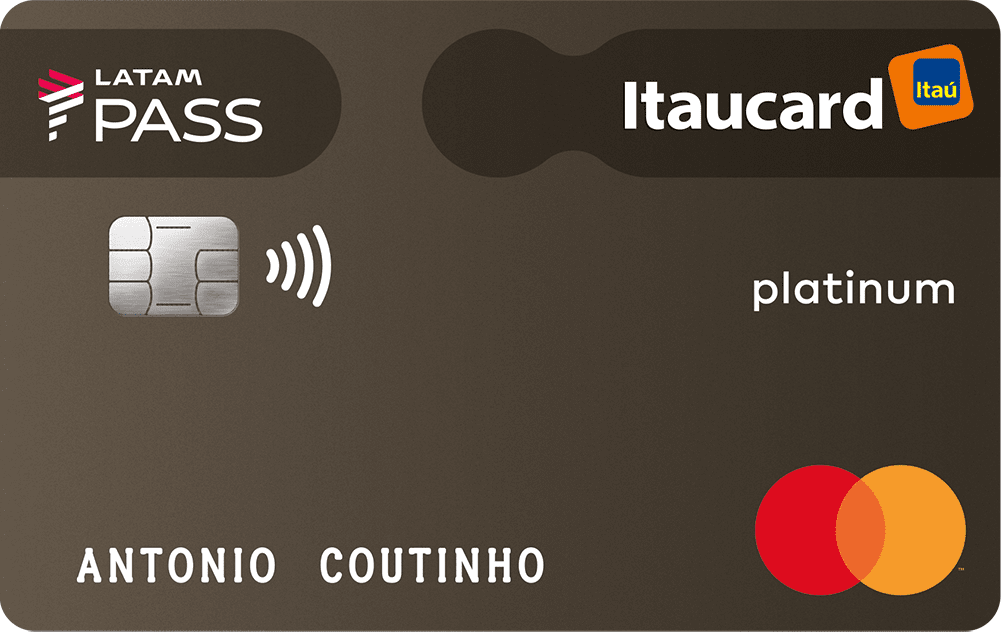 LATAM
PASS
Itaucard
Itaú
platinum
ANTONIO COUTINHO